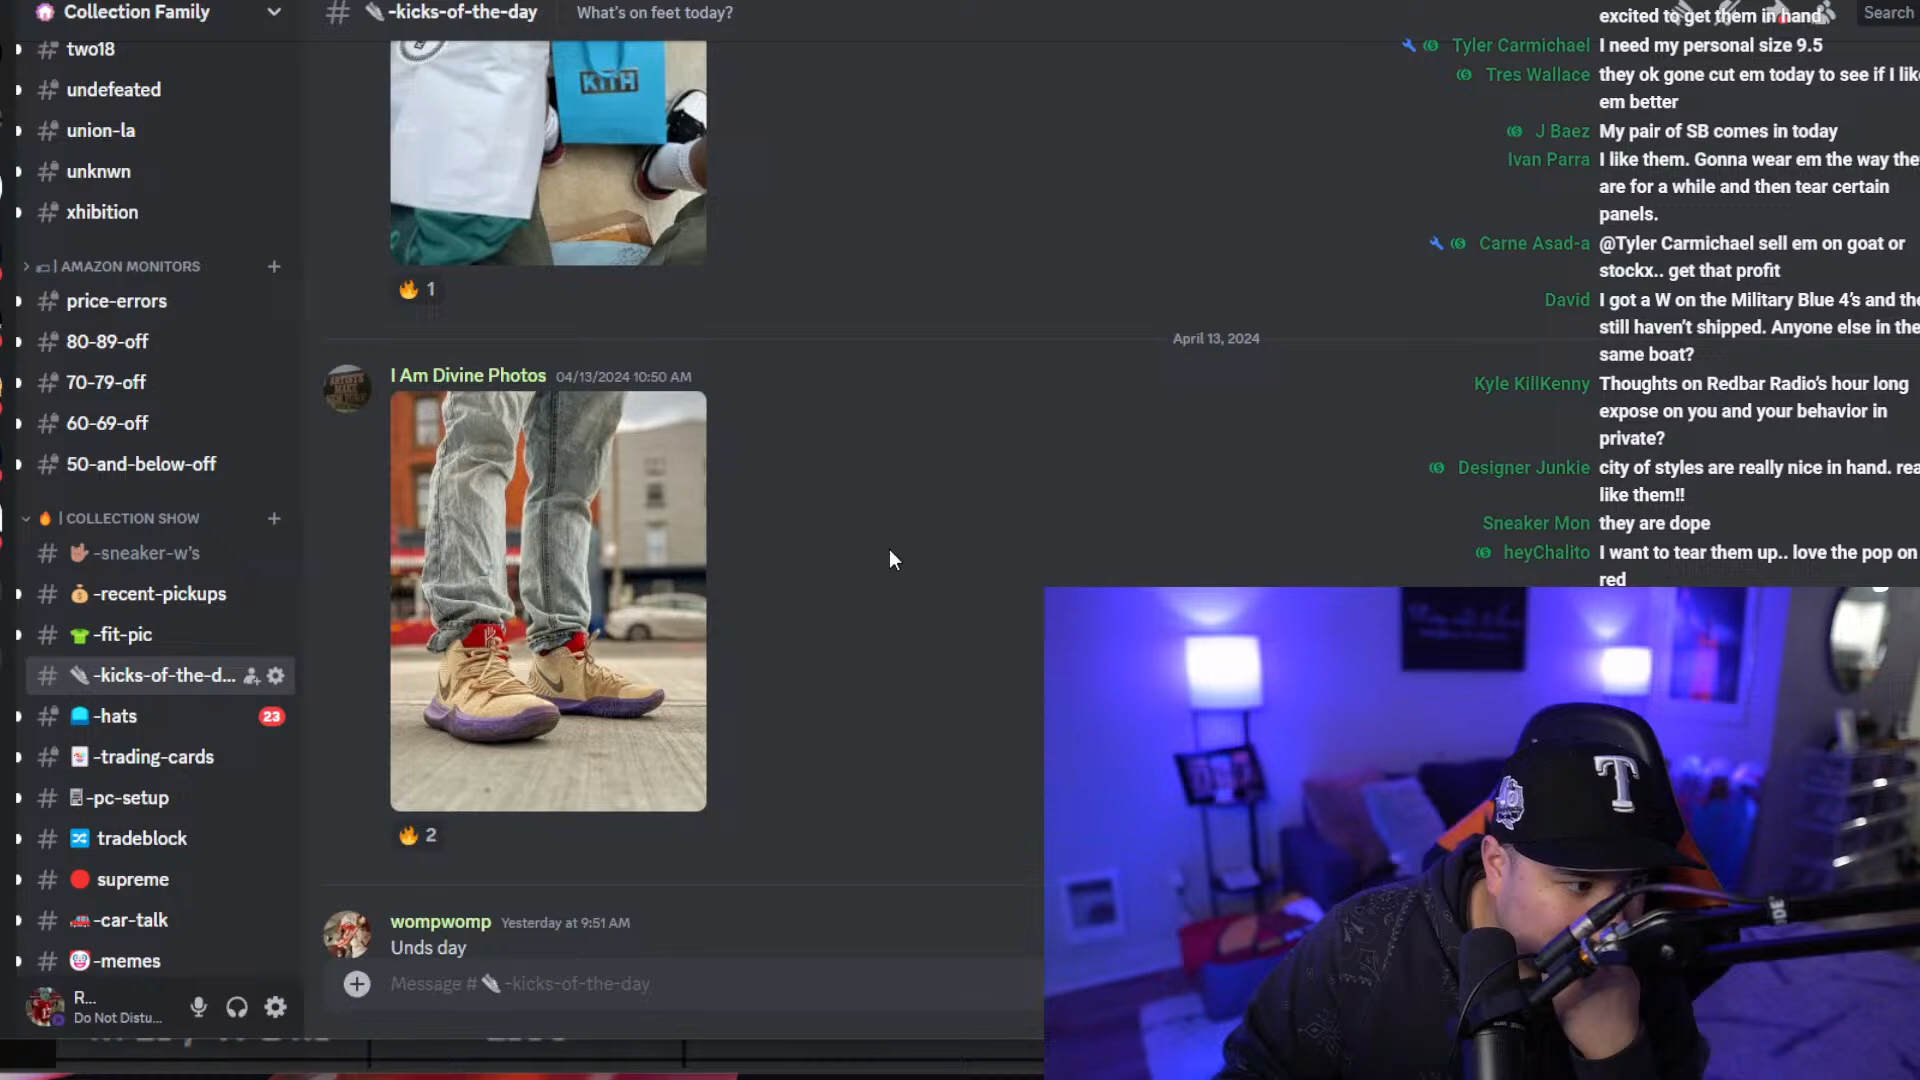 Collection Family
two18
undefeated
union-la
unknwn
xhibition
| AMAZON MONITORS
price-errors
80-89-off
70-79-off
60-69-off
50-and-below-off
| COLLECTION SHOW
-sneaker-w's
-recent-pickups
-fit-pic
-kicks-of-the-d...
-hats
23
-trading-cards
-pc-setup
tradeblock
supreme
-car-talk
-memes
R...
Do Not Distu...
-kicks-of-the-day
What's on feet today?
Search
KITH
1
April 13, 2024
I Am Divine Photos 04/13/2024 10:50 AM
2
wompwomp Yesterday at 9:51 AM
Unds day
Message # -kicks-of-the-day
excited to get them in hand
Tyler Carmichael I need my personal size 9.5
Tres Wallace they ok gone cut em today to see if I lik
em better
J Baez My pair of SB comes in today
Ivan Parra I like them. Gonna wear em the way the
are for a while and then tear certain
panels.
Carne Asad-a @Tyler Carmichael sell em on goat or
stockx.. get that profit
David I got a W on the Military Blue 4's and the
still haven't shipped. Anyone else in the
same boat?
Kyle KillKenny Thoughts on Redbar Radio's hour long
expose on you and your behavior in
private?
Designer Junkie city of styles are really nice in hand. rea
like them!!
Sneaker Mon they are dope
heyChalito I want to tear them up.. love the pop on
red
T